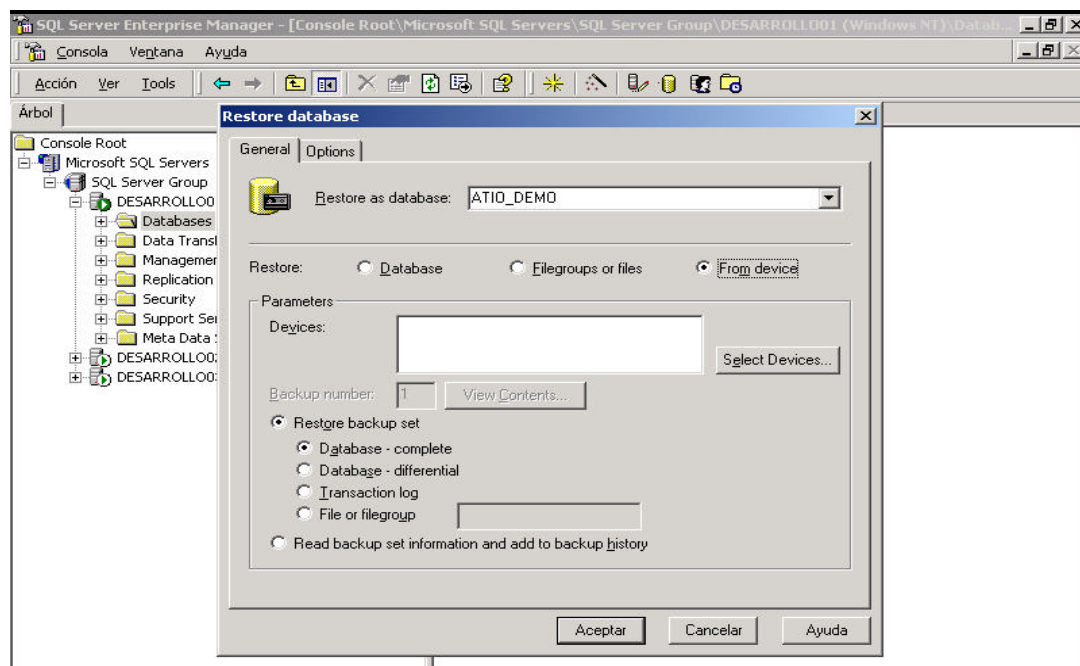 SQL Server Enterprise Manager - [Console Root\Microsoft SQL Servers\SQL Server Group\DESARROLLO01 (Windows NT)\Datab...
Consola Ventana Ayuda
Acción Ver Tools
Árbol
Console Root
Microsoft SQL Servers
SQL Server Group
DESARROLLO0
Databases
Data Transl
Managemer
Replication
Security
Support Ser
Meta Data S
DESARROLLO02
DESARROLLO0
Restore database
General Options
Restore as database: ATIO_DEMO
Restore: Database Filegroups or files From device
Parameters
Devices:
Select Devices...
Backup number: 1 View Contents...
Restore backup set
Database - complete
Database - differential
Transaction log
File or filegroup
Read backup set information and add to backup history
Aceptar Cancelar Ayuda